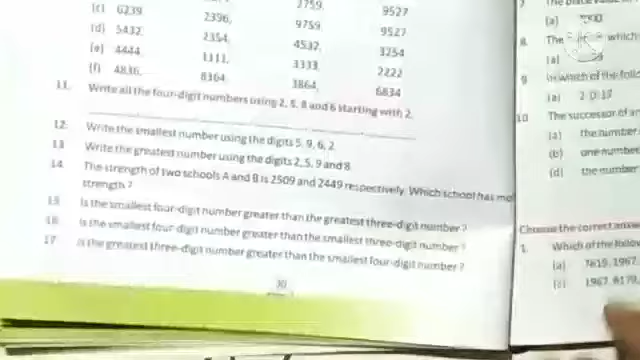 (c) 6239, 2396, 9759 9527
(d) 5432, 2354, 9759 9527
(e) 4444, 1111, 4532, 3254
(f) 4836, 8364, 3333, 2222
3864, 6834
11. Write all the four-digit numbers using 2, 5, 8 and 6 starting with 2.
12. Write the smallest number using the digits 5, 9, 6, 2
13 Write the greatest number using the digits 2, 5, 9 and 8
14. The strength of two schools A and B is 2509 and 2449 respectively. Which school has mo
strength ?
15 Is the smallest four-digit number greater than the greatest three-digit number ?
16. Is the smallest four digit number greater than the smallest three-digit number ?
17. Is the greatest three-digit number greater than the smallest four-digit number ?
30
(a)
8. The which
(a)
9 In which of the follo
(a)
10 The successor of an
(a) the number
(b) one number
(d) the number
Choose the correct answ
1. Which of the follow
(a) 7619, 1967,
(c) 1967, 6179,